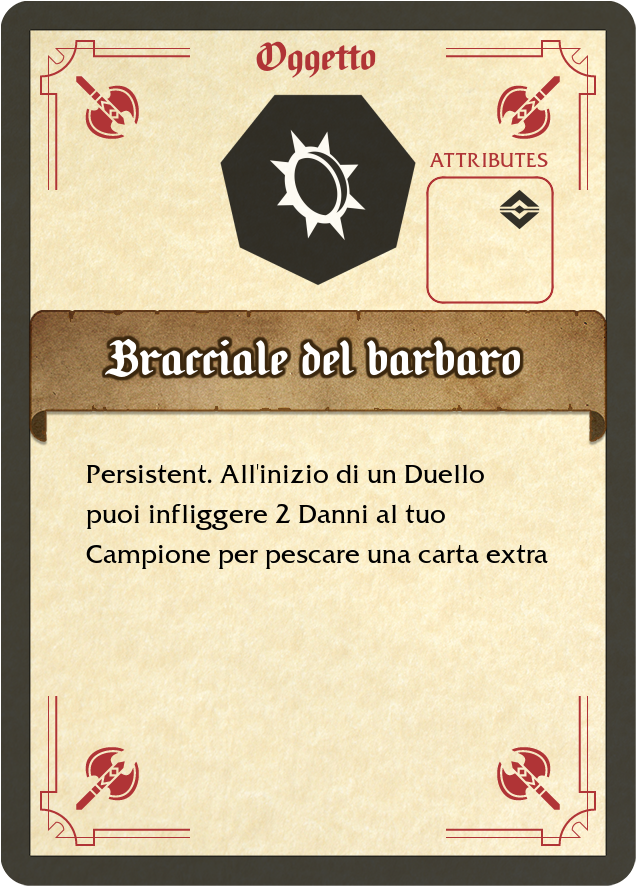 Oggetto
ATTRIBUTES
Bracciale del barbaro
Persistent. All'inizio di un Duello
puoi infliggere 2 Danni al tuo
Campione per pescare una carta extra